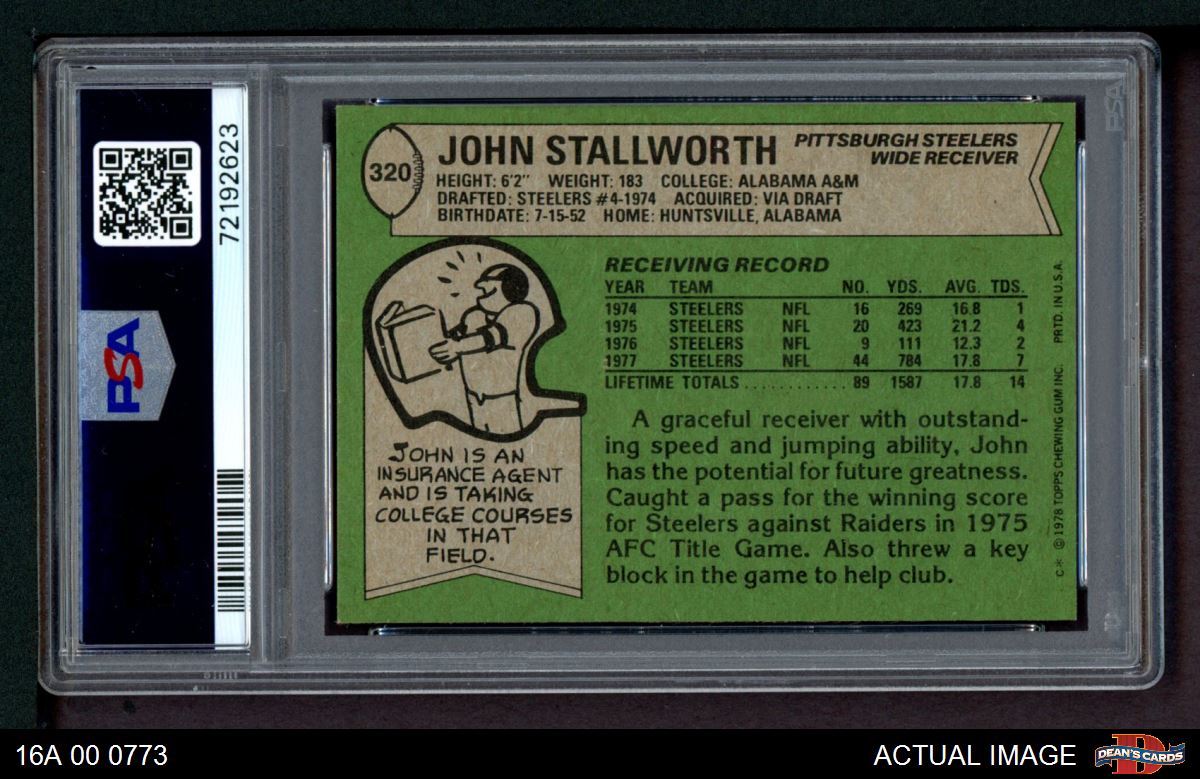 72192623
PSA
320
JOHN STALLWORTH
PITTSBURGH STEELERS
WIDE RECEIVER
HEIGHT: 6'2" WEIGHT: 183 COLLEGE: ALABAMA A&M
DRAFTED: STEELERS #4-1974 ACQUIRED: VIA DRAFT
BIRTHDATE: 7-15-52 HOME: HUNTSVILLE, ALABAMA
RECEIVING RECORD
YEAR TEAM NO. YDS. AVG. TDS.
1974 STEELERS NFL 16 269 16.8 1
1975 STEELERS NFL 20 423 21.2 4
1976 STEELERS NFL 9 111 12.3 2
1977 STEELERS NFL 44 784 17.8 7
LIFETIME TOTALS ............ 89 1587 17.8 14
JOHN IS AN
INSURANCE AGENT
AND IS TAKING
COLLEGE COURSES
IN THAT
FIELD.
A graceful receiver with outstand-
ing speed and jumping ability, John
has the potential for future greatness.
Caught a pass for the winning score
for Steelers against Raiders in 1975
AFC Title Game. Also threw a key
block in the game to help club.
C* © 1978 TOPPS CHEWING GUM INC. PRTD. IN U.S.A.
PSA
16A 00 0773
ACTUAL IMAGE
D
DEAN'S CARDS